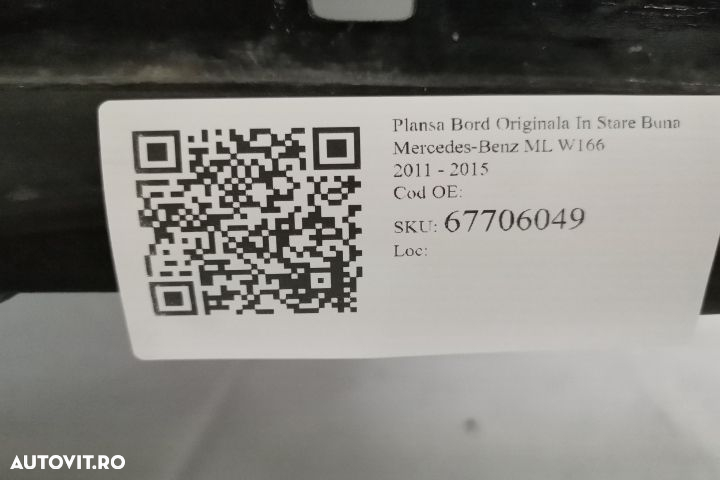 Plansa Bord Originala In Stare Buna
Mercedes-Benz ML W166
2011 - 2015
Cod OE:
SKU: 67706049
Loc:
AUTOVIT.RO